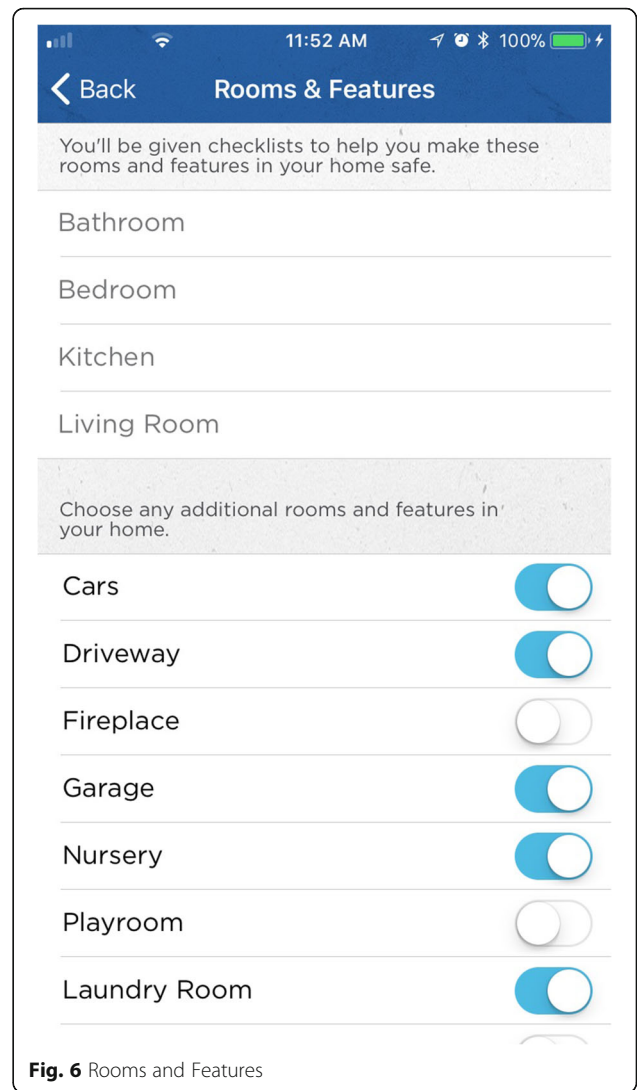 11:52 AM 100%
Back Rooms & Features
You'll be given checklists to help you make these
rooms and features in your home safe.
Bathroom
Bedroom
Kitchen
Living Room
Choose any additional rooms and features in
your home.
Cars
Driveway
Fireplace
Garage
Nursery
Playroom
Laundry Room
Fig. 6 Rooms and Features